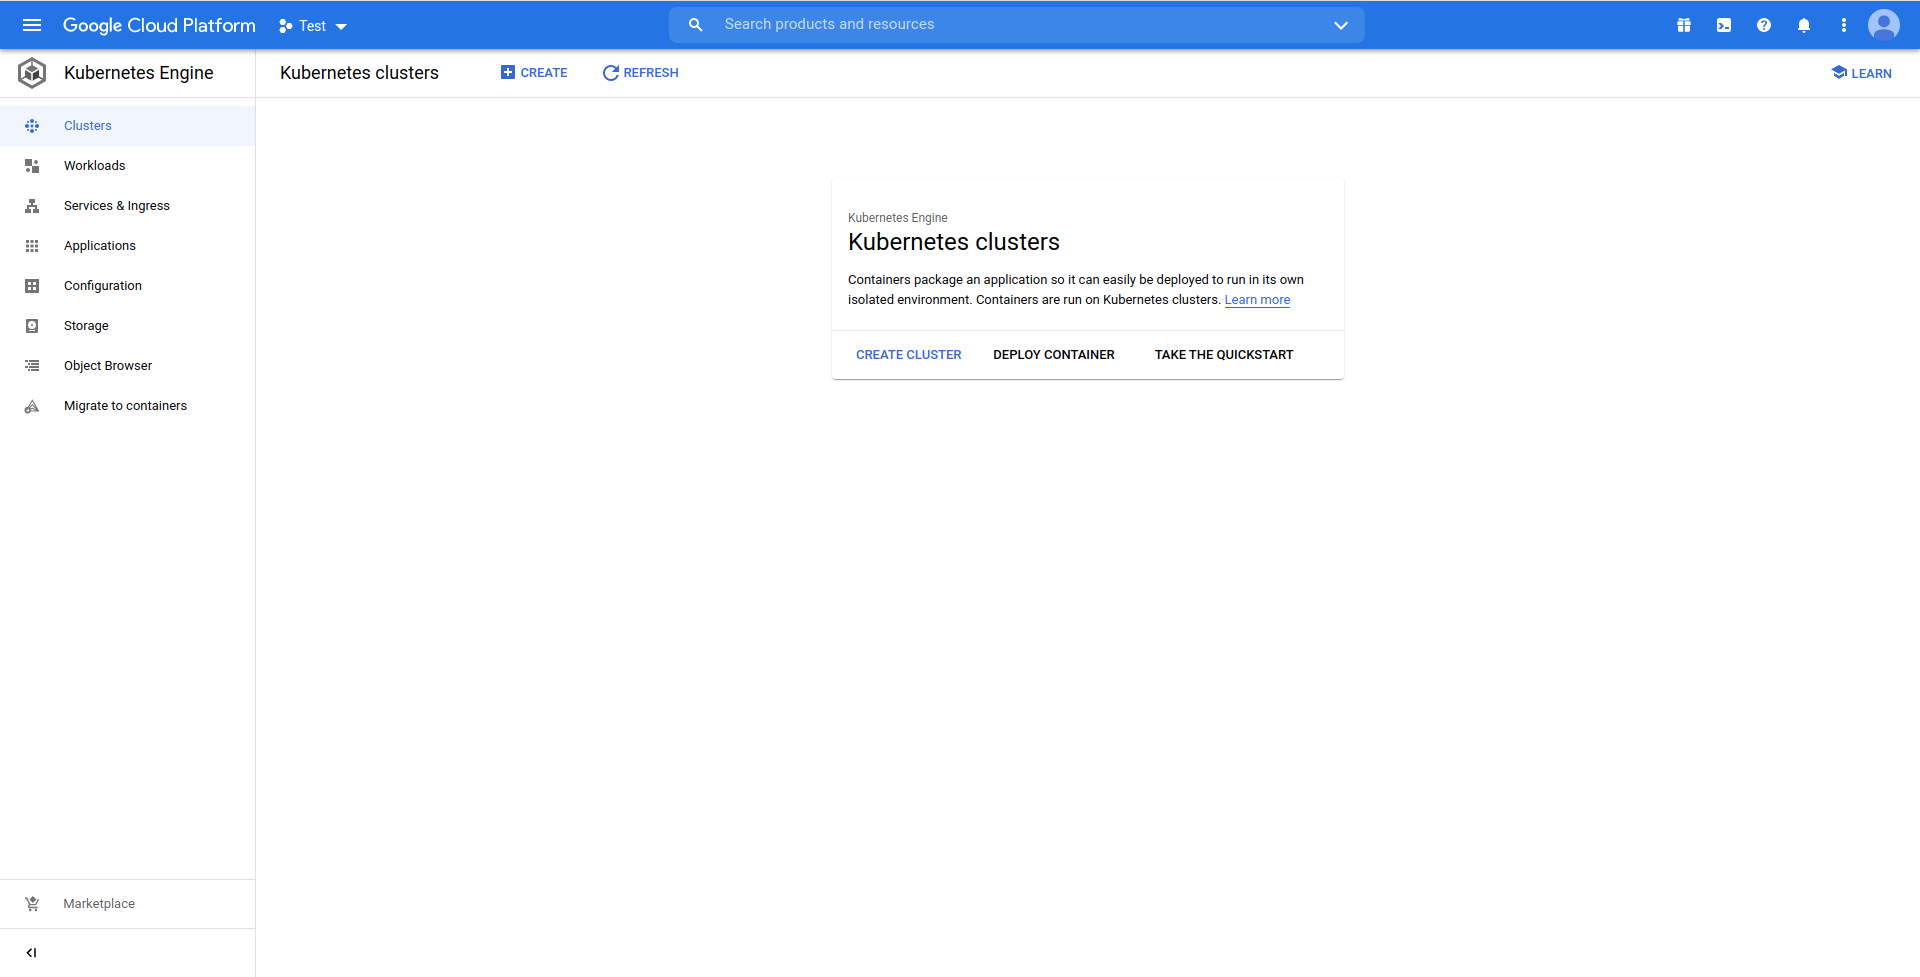 Google Cloud Platform
Test
Search products and resources
Kubernetes Engine
Kubernetes clusters
CREATE
REFRESH
LEARN
Clusters
Workloads
Services & Ingress
Applications
Configuration
Storage
Object Browser
Migrate to containers
Marketplace
Kubernetes Engine
Kubernetes clusters
Containers package an application so it can easily be deployed to run in its own
isolated environment. Containers are run on Kubernetes clusters. Learn more
CREATE CLUSTER
DEPLOY CONTAINER
TAKE THE QUICKSTART